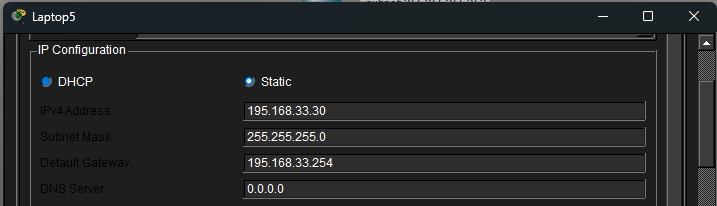 Laptop5
IP Configuration
DHCP
Static
IPv4 Address
195.168.33.30
Subnet Mask
255.255.255.0
Default Gateway
195.168.33.254
DNS Server
0.0.0.0